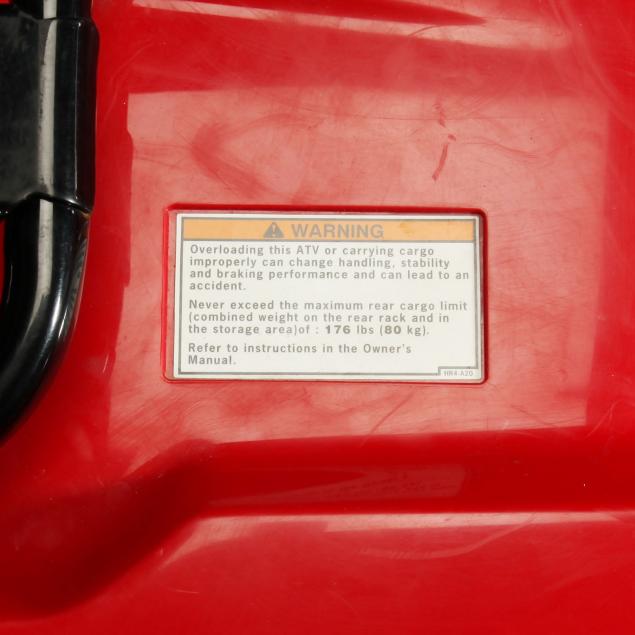 WARNING
Overloading this ATV or carrying cargo
improperly can change handling, stability
and braking performance and can lead to an
accident.
Never exceed the maximum rear cargo limit
(combined weight on the rear rack and in
the storage area)of : 176 lbs (80 kg).
Refer to instructions in the Owner's
Manual.
HR4-A20